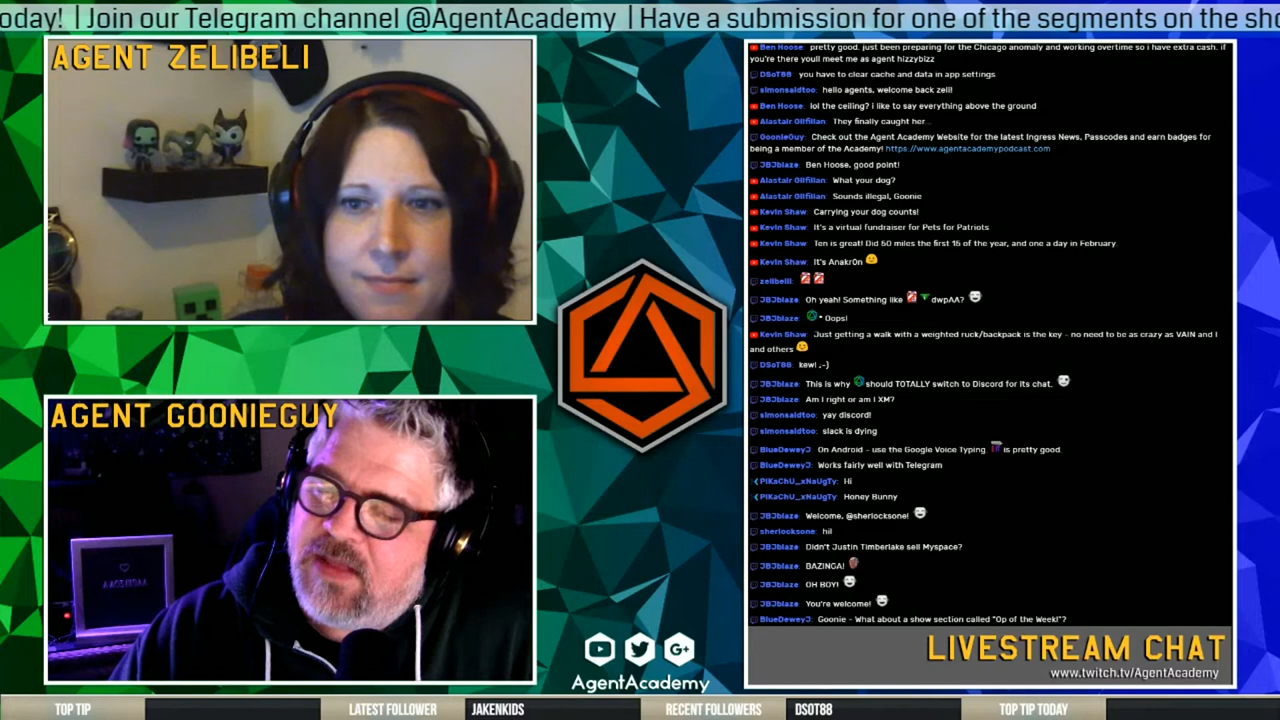 oday! | Join our Telegram channel @AgentAcademy | Have a submission for one of the segments on the sho
AGENT ZELIBELI
AGENT GOONIEGUY
Ben Hoose: pretty good. just been preparing for the Chicago anomaly and working overtime so i have extra cash. if
you're there youll meet me as agent hizzybizz
DSoT88: you have to clear cache and data in app settings
simonsaidtoo: hello agents, welcome back zeli!
Ben Hoose: lol the ceiling? i like to say everything above the ground
Alastair Gilfillan: They finally caught her...
GoonieGuy: Check out the Agent Academy Website for the latest Ingress News, Passcodes and earn badges for
being a member of the Academy! https://www.agentacademypodcast.com
JBJblaze: Ben Hoose, good point!
Alastair Gilfillan: What your dog?
Alastair Gilfillan: Sounds illegal, Goonie
Kevin Shaw: Carrying your dog counts!
Kevin Shaw: It's a virtual fundraiser for Pets for Patriots
Kevin Shaw: Ten is great! Did 50 miles the first 15 of the year, and one a day in February.
Kevin Shaw: It's Anakr0n
zelibeli:
JBJblaze: Oh yeah! Something like dwpAA?
JBJblaze: * Oops!
Kevin Shaw: Just getting a walk with a weighted ruck/backpack is the key - no need to be as crazy as VAIN and I
and others
DSoT88: kewl ,-)
JBJblaze: This is why should TOTALLY switch to Discord for its chat.
JBJblaze: Am I right or am I XM?
simonsaidtoo: yay discord!
simonsaidtoo: slack is dying
BlueDeweyJ: On Android - use the Google Voice Typing. is pretty good.
BlueDeweyJ: Works fairly well with Telegram
PiKaChU_xNaUgTy: Hi
PiKaChU_xNaUgTy: Honey Bunny
JBJblaze: Welcome, @sherlocksone!
sherlocksone: hi!
JBJblaze: Didn't Justin Timberlake sell Myspace?
JBJblaze: BAZINGA!
JBJblaze: OH BOY!
JBJblaze: You're welcome!
BlueDeweyJ: Goonie - What about a show section called "Op of the Week!"?
LIVESTREAM CHAT
www.twitch.tv/AgentAcademy
G+
AgentAcademy
TOP TIP
LATEST FOLLOWER
JAKENKIDS
RECENT FOLLOWERS
DSOT88
TOP TIP TODAY